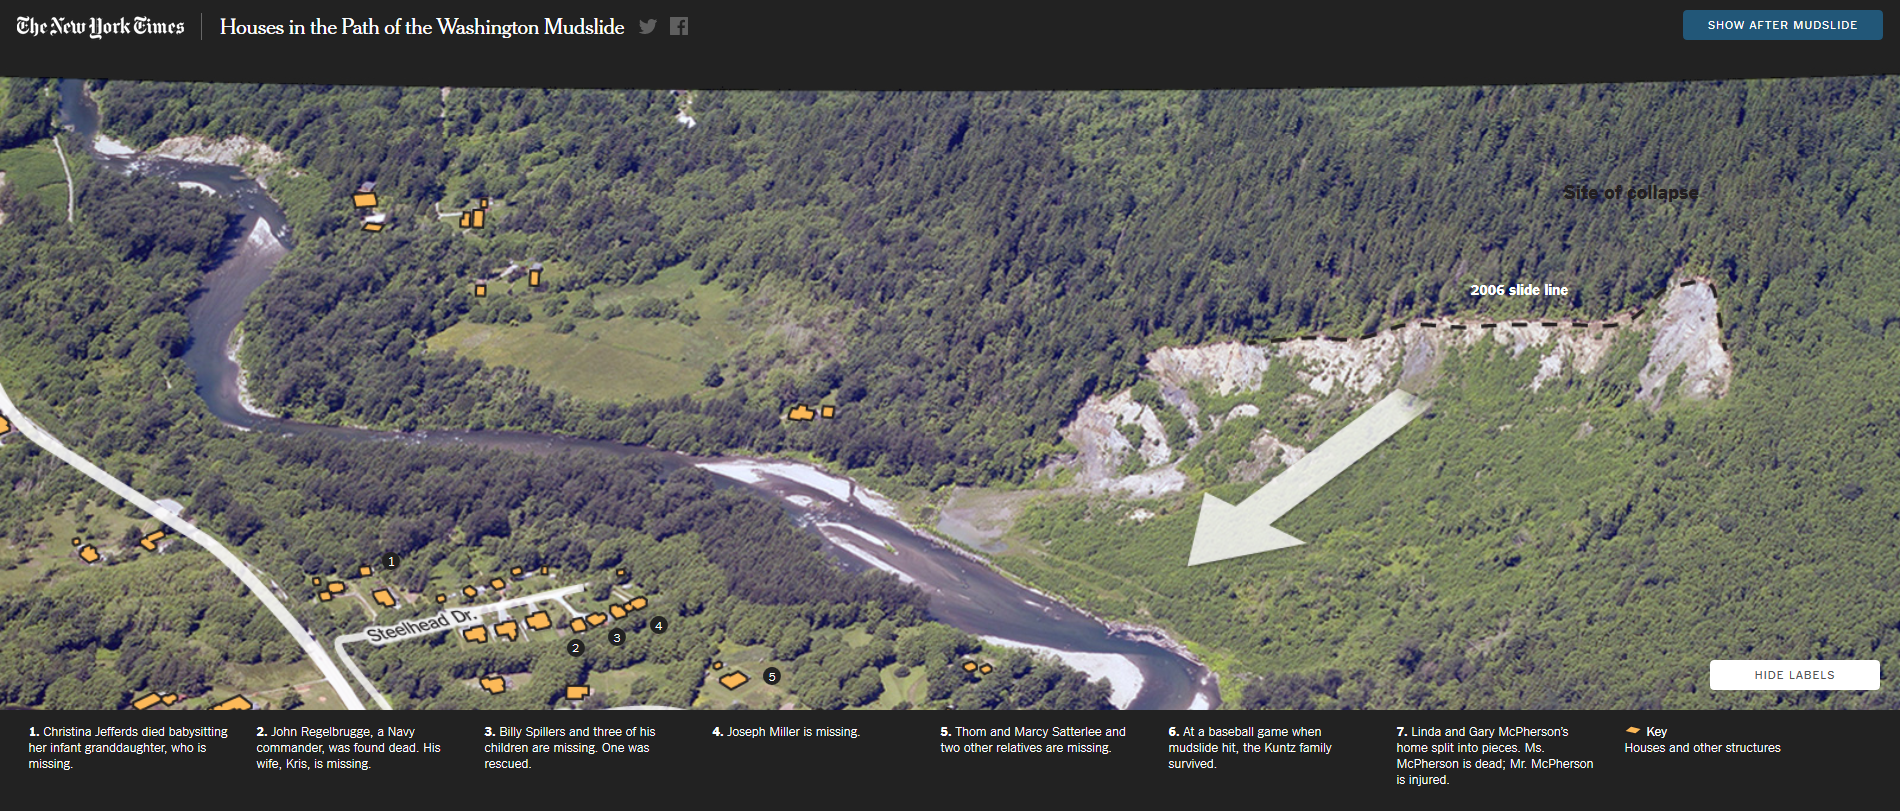 The New York Times
Houses in the Path of the Washington Mudslide
SHOW AFTER MUDSLIDE
Site of collapse
2006 slide line
1
Steelhead Dr.
2
3
4
5
HIDE LABELS
1. Christina Jefferds died babysitting
her infant granddaughter, who is
missing.
2. John Regelbrugge, a Navy
commander, was found dead. His
wife, Kris, is missing.
3. Billy Spillers and three of his
children are missing. One was
rescued.
4. Joseph Miller is missing.
5. Thom and Marcy Satterlee and
two other relatives are missing.
6. At a baseball game when
mudslide hit, the Kuntz family
survived.
7. Linda and Gary McPherson's
home split into pieces. Ms.
McPherson is dead; Mr. McPherson
is injured.
Key
Houses and other structures